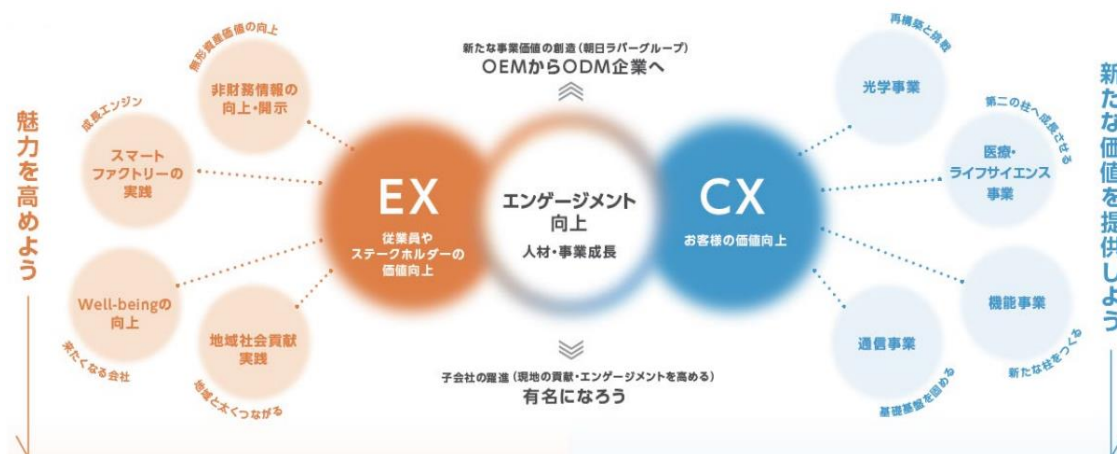 魅力を高めよう
無形資産価値の向上
非財務情報の
向上・開示
成長エンジン
スマート
ファクトリーの
実践
Well-beingの
向上
来たくなる会社
地域社会貢献
実践
地域と太くつながる
EX
従業員や
ステークホルダーの
価値向上
新たな事業価値の創造(朝日ラバーグループ)
OEMからODM企業へ
エンゲージメント
向上
人材・事業成長
子会社の躍進(現地の貢献・エンゲージメントを高める)
有名になろう
CX
お客様の価値向上
再構築と挑戦
光学事業
第二の柱へ成長させる
医療・
ライフサイエンス
事業
機能事業
新たな柱をつくる
通信事業
基礎基盤を固める
新たな価値を提供しよう